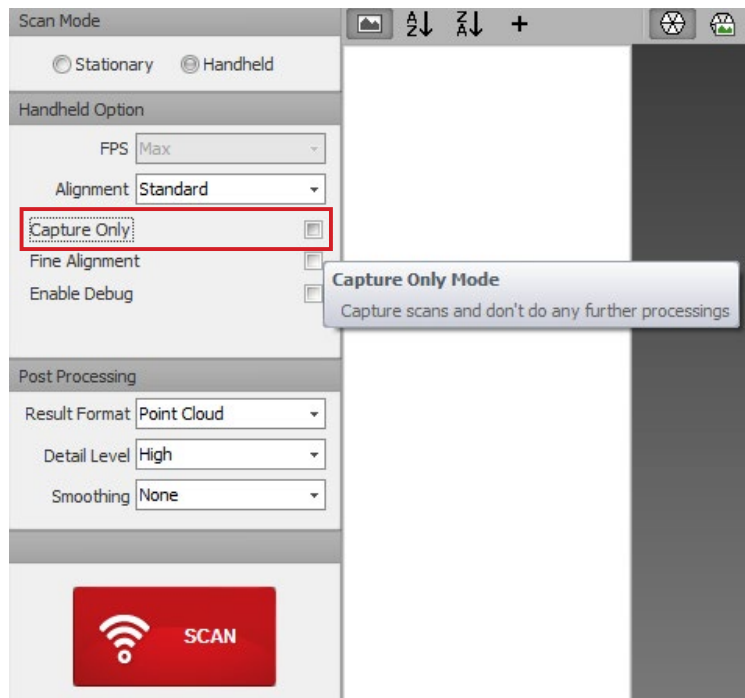 Scan Mode
Stationary Handheld
Handheld Option
FPS Max
Alignment Standard
Capture Only
Fine Alignment
Enable Debug
Capture Only Mode
Capture scans and don't do any further processings
Post Processing
Result Format Point Cloud
Detail Level High
Smoothing None
SCAN
A
Z
Z
A
+